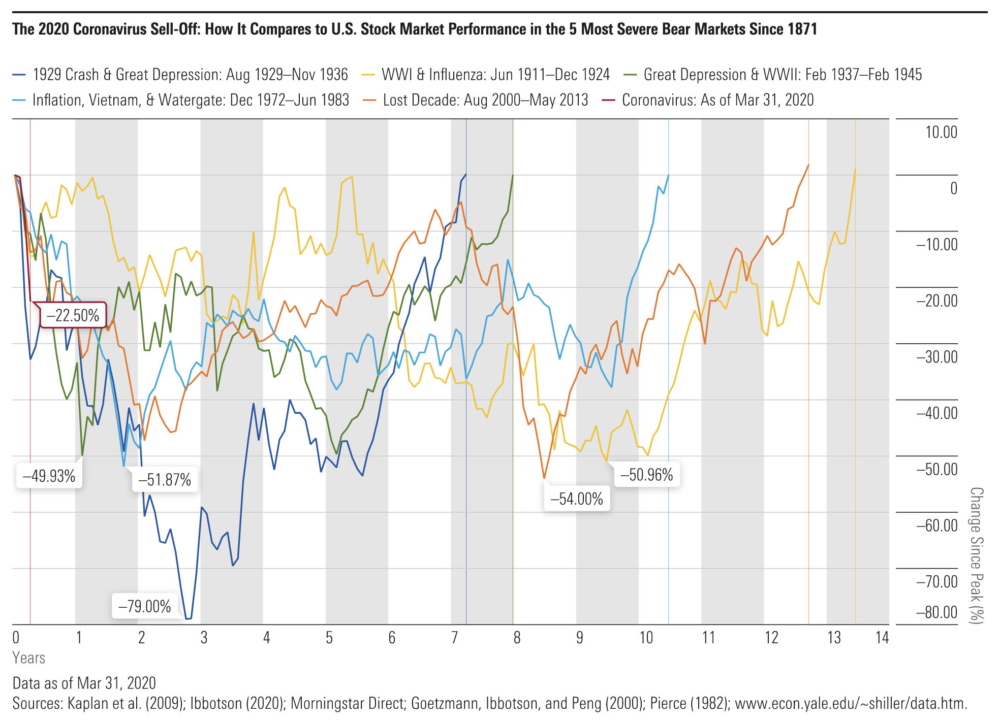 The 2020 Coronavirus Sell-Off: How It Compares to U.S. Stock Market Performance in the 5 Most Severe Bear Markets Since 1871
1929 Crash & Great Depression: Aug 1929–Nov 1936
WWI & Influenza: Jun 1911–Dec 1924
Great Depression & WWII: Feb 1937–Feb 1945
Inflation, Vietnam, & Watergate: Dec 1972–Jun 1983
Lost Decade: Aug 2000–May 2013
Coronavirus: As of Mar 31, 2020
10.00
0
–10.00
–20.00
–30.00
–40.00
–50.00
–60.00
–70.00
–80.00
Change Since Peak (%)
–22.50%
–49.93%
–51.87%
–79.00%
–54.00%
–50.96%
0 1 2 3 4 5 6 7 8 9 10 11 12 13 14
Years
Data as of Mar 31, 2020
Sources: Kaplan et al. (2009); Ibbotson (2020); Morningstar Direct; Goetzmann, Ibbotson, and Peng (2000); Pierce (1982); www.econ.yale.edu/~shiller/data.htm.